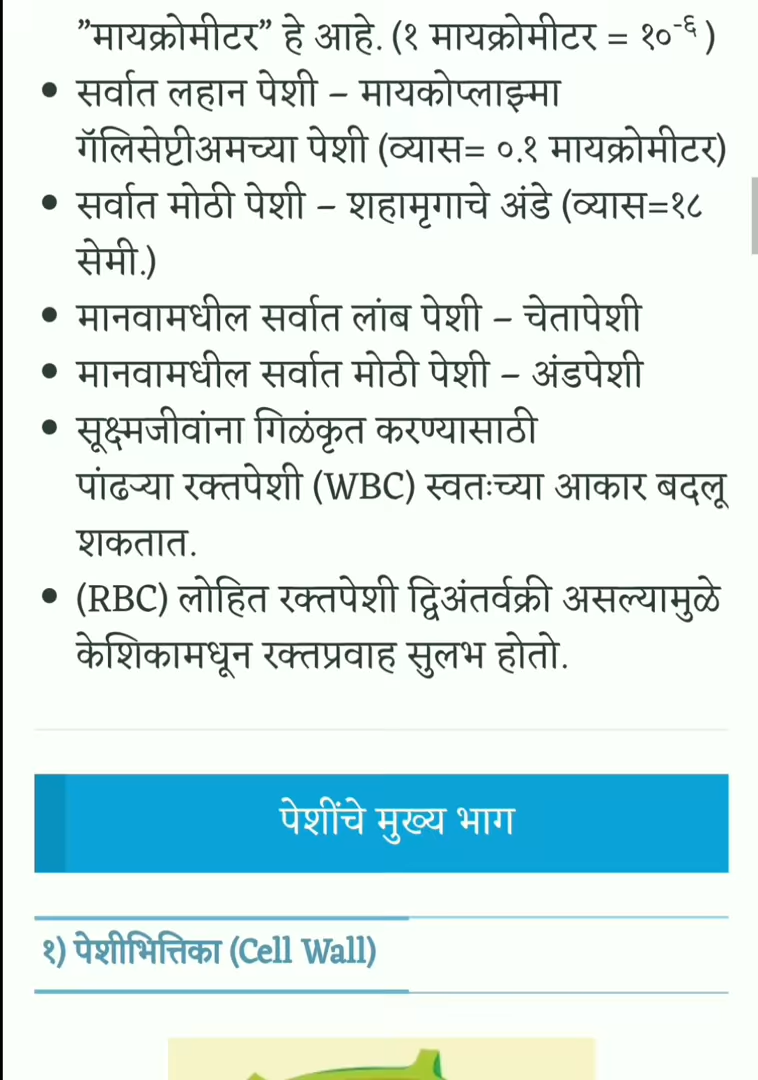 ”मायक्रोमीटर” हे आहे. (१ मायक्रोमीटर = १०⁻⁶ )
• सर्वात लहान पेशी – मायकोप्लाझ्मा
गॅलिसेप्टीअमच्या पेशी (व्यास= ०.१ मायक्रोमीटर)
• सर्वात मोठी पेशी – शहामृगाचे अंडे (व्यास=१८
सेमी.)
• मानवामधील सर्वात लांब पेशी – चेतापेशी
• मानवामधील सर्वात मोठी पेशी – अंडपेशी
• सूक्ष्मजीवांना गिळंकृत करण्यासाठी
पांढऱ्या रक्तपेशी (WBC) स्वतःच्या आकार बदलू
शकतात.
• (RBC) लोहित रक्तपेशी द्विअंतर्वक्री असल्यामुळे
केशिकामधून रक्तप्रवाह सुलभ होतो.
पेशींचे मुख्य भाग
१) पेशीभित्तिका (Cell Wall)